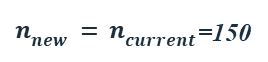 n_new = n_current=150